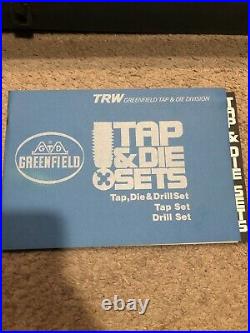 TRW GREENFIELD TAP & DIE DIVISION
GTD
GREENFIELD
TAP
& DIE
SETS
Tap, Die & Drill Set
Tap Set
Drill Set
TAP & DIE SETS